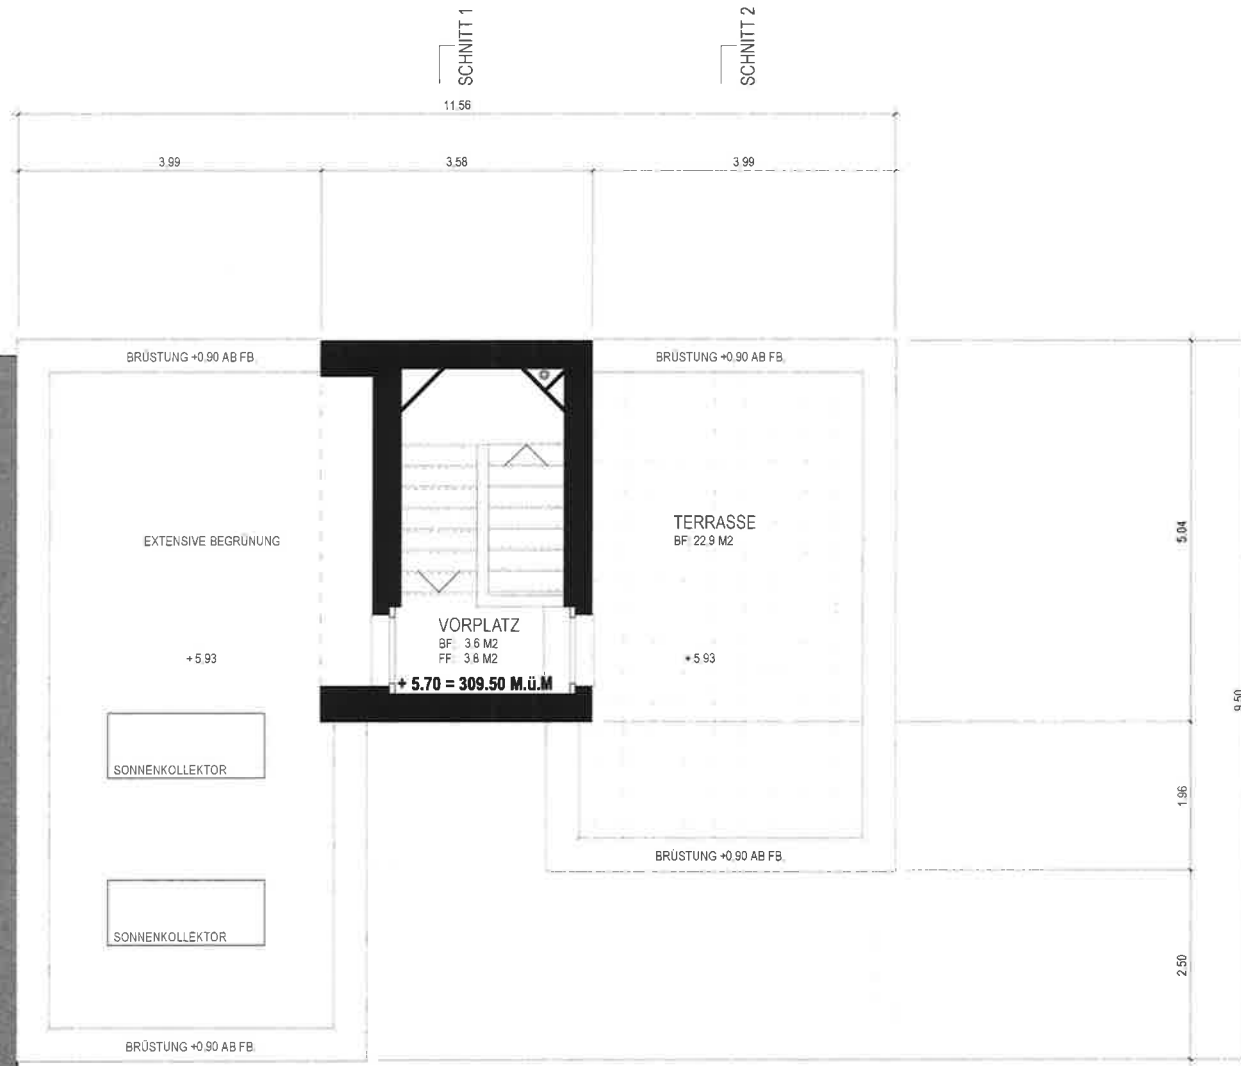 SCHNITT 1
SCHNITT 2
11.56
3.99
3.58
3.99
BRÜSTUNG +0.90 AB FB.
BRÜSTUNG +0.90 AB FB.
EXTENSIVE BEGRÜNUNG
TERRASSE
BF: 22.9 M2
5.04
VORPLATZ
BF: 3.6 M2
FF: 3.6 M2
+ 5.70 = 309.50 M.ü.M
+ 5.93
+ 5.93
9.50
SONNENKOLLEKTOR
1.96
BRÜSTUNG +0.90 AB FB.
SONNENKOLLEKTOR
2.50
BRÜSTUNG +0.90 AB FB.